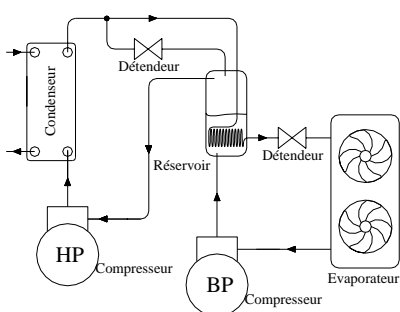 Condenseur
Détendeur
Réservoir
Détendeur
HP
Compresseur
BP
Compresseur
Evaporateur